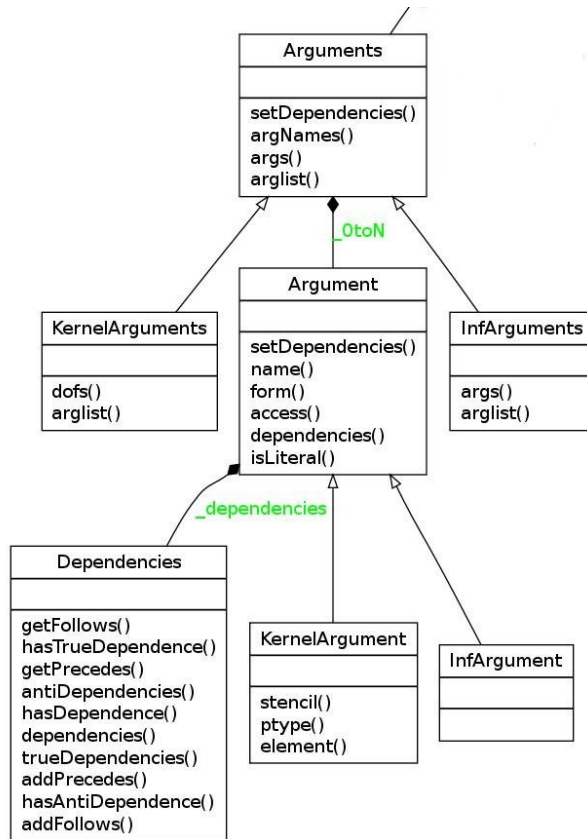 Arguments
setDependencies()
argNames()
args()
arglist()
_0toN
KernelArguments
dofs()
arglist()
Argument
setDependencies()
name()
form()
access()
dependencies()
isLiteral()
InfArguments
args()
arglist()
_dependencies
Dependencies
getFollows()
hasTrueDependence()
getPrecedes()
antiDependencies()
hasDependence()
dependencies()
trueDependencies()
addPrecedes()
hasAntiDependence()
addFollows()
KernelArgument
stencil()
ptype()
element()
InfArgument